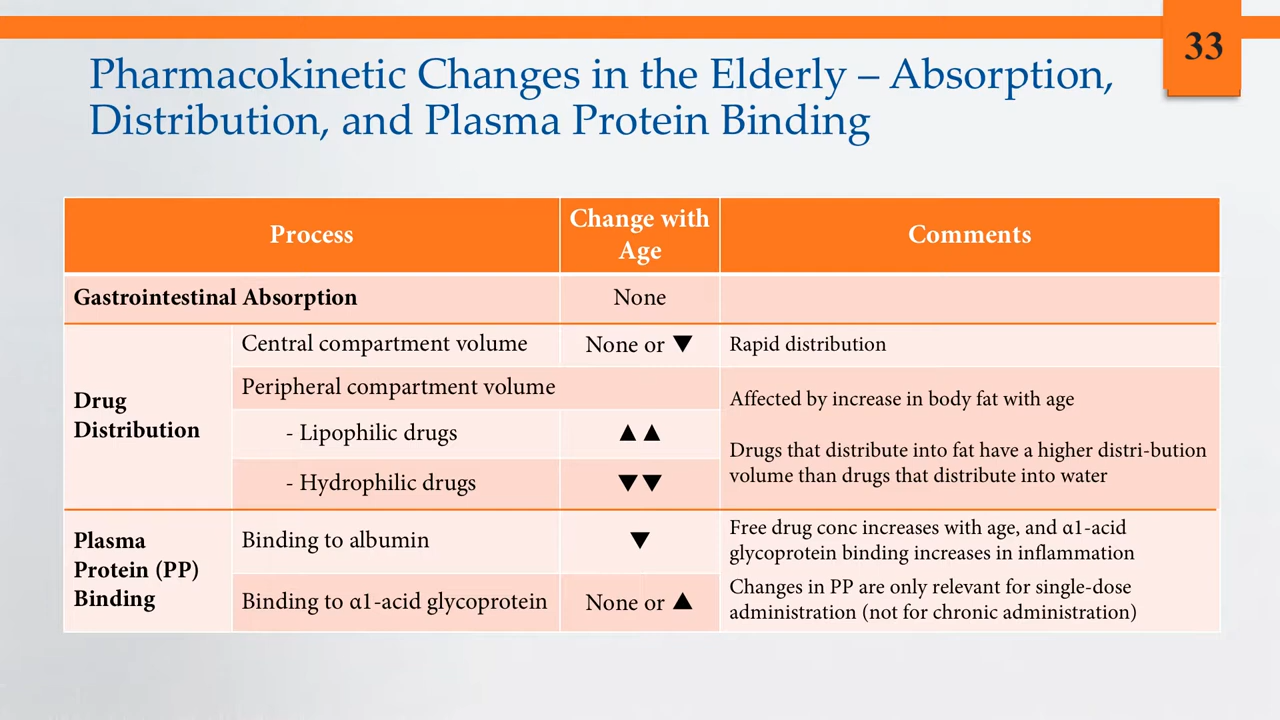 33
Pharmacokinetic Changes in the Elderly – Absorption,
Distribution, and Plasma Protein Binding
Process
Change with
Age
Comments
Gastrointestinal Absorption
None
Drug
Distribution
Central compartment volume
None or ▼
Rapid distribution
Peripheral compartment volume
- Lipophilic drugs
▲▲
- Hydrophilic drugs
▼▼
Affected by increase in body fat with age
Drugs that distribute into fat have a higher distri-bution
volume than drugs that distribute into water
Plasma
Protein (PP)
Binding
Binding to albumin
▼
Free drug conc increases with age, and α1-acid
glycoprotein binding increases in inflammation
Binding to α1-acid glycoprotein
None or ▲
Changes in PP are only relevant for single-dose
administration (not for chronic administration)